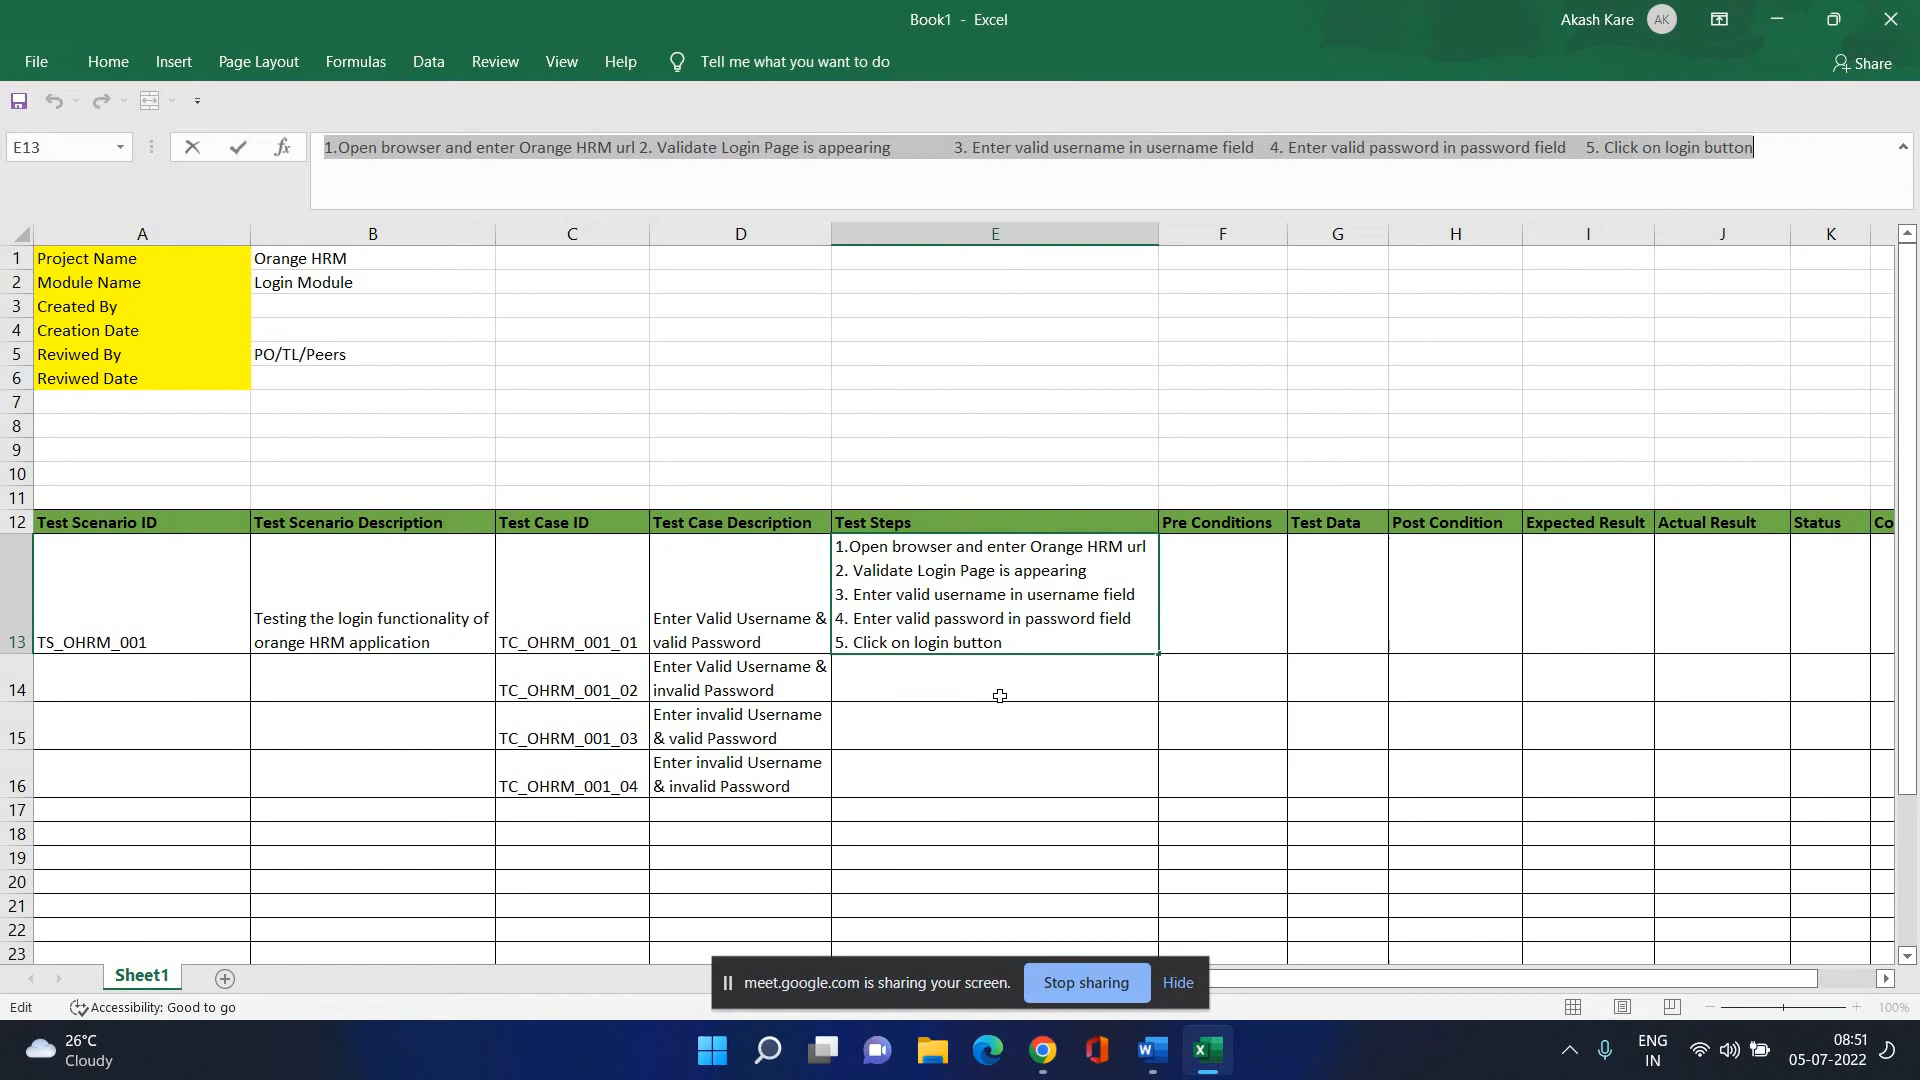 Book1 - Excel
Akash Kare AK
File Home Insert Page Layout Formulas Data Review View Help Tell me what you want to do Share
E13
fx
1.Open browser and enter Orange HRM url 2. Validate Login Page is appearing 3. Enter valid username in username field 4. Enter valid password in password field 5. Click on login button
A B C D E F G H I J K
1 Project Name Orange HRM
2 Module Name Login Module
3 Created By
4 Creation Date
5 Reviwed By PO/TL/Peers
6 Reviwed Date
7
8
9
10
11
12 Test Scenario ID Test Scenario Description Test Case ID Test Case Description Test Steps Pre Conditions Test Data Post Condition Expected Result Actual Result Status Co
1.Open browser and enter Orange HRM url
2. Validate Login Page is appearing
3. Enter valid username in username field
Testing the login functionality of Enter Valid Username & 4. Enter valid password in password field
13 TS_OHRM_001 orange HRM application TC_OHRM_001_01 valid Password 5. Click on login button
Enter Valid Username &
14 TC_OHRM_001_02 invalid Password
Enter invalid Username
15 TC_OHRM_001_03 & valid Password
Enter invalid Username
16 TC_OHRM_001_04 & invalid Password
17
18
19
20
21
22
23
Sheet1
meet.google.com is sharing your screen. Stop sharing Hide
Edit Accessibility: Good to go 100%
26°C
Cloudy
ENG
IN
08:51
05-07-2022